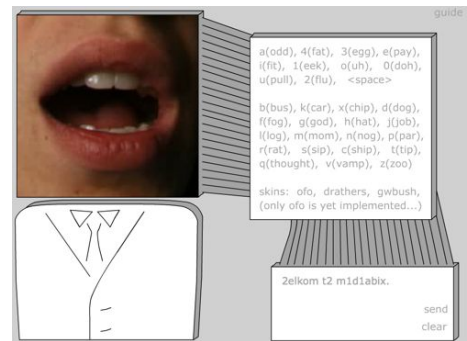 guide
a(odd), 4(fat), 3(egg), e(pay),
i(fit), 1(eek), o(uh), 0(doh),
u(pull), 2(flu), <space>
b(bus), k(car), x(chip), d(dog),
f(fog), g(god), h(hat), j(job),
l(log), m(mom), n(nog), p(par),
r(rat), s(sip), c(ship), t(tip),
q(thought), v(vamp), z(zoo)
skins: ofo, drathers, gwbush,
(only ofo is yet implemented...)
2elkom t2 m1d1abix.
send
clear